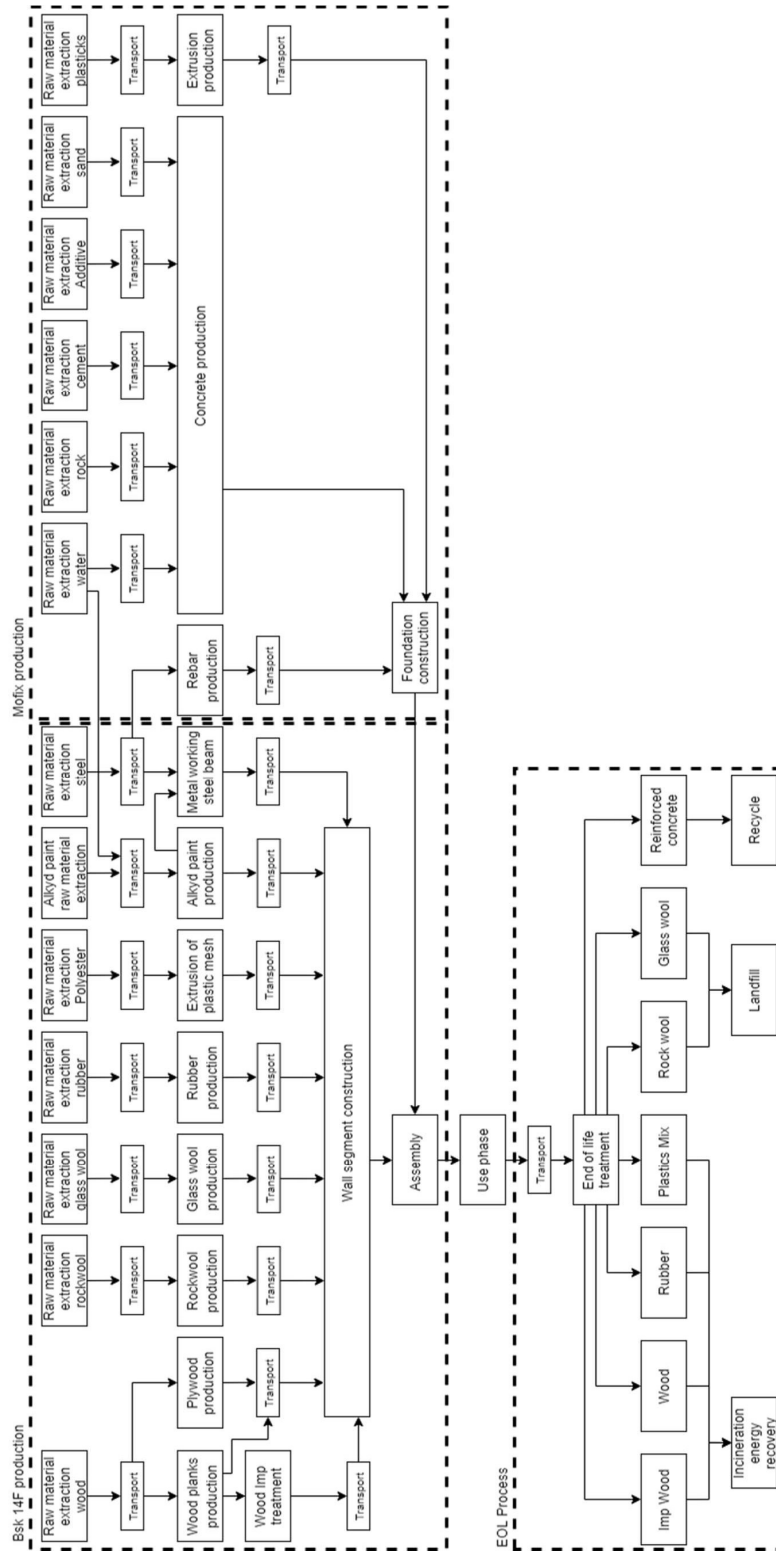 Bsk 14F production
Mofix production
Raw material
extraction
wood
Raw material
extraction
rockwool
Raw material
extraction
glass wool
Raw material
extraction
rubber
Raw material
extraction
Polyester
Alkyd paint
raw material
extraction
Raw material
extraction
steel
Raw material
extraction
water
Raw material
extraction
rock
Raw material
extraction
cement
Raw material
extraction
Additive
Raw material
extraction
sand
Raw material
extraction
plasticks
Transport
Transport
Transport
Transport
Transport
Transport
Transport
Transport
Transport
Transport
Transport
Transport
Transport
Wood planks
production
Plywood
production
Rockwool
production
Glass wool
production
Rubber
production
Extrusion of
plastic mesh
Alkyd paint
production
Metal working
steel beam
Rebar
production
Concrete production
Extrusion
production
Wood Imp
treatment
Transport
Transport
Transport
Transport
Transport
Transport
Transport
Transport
Transport
Transport
Wall segment construction
Foundation
construction
Assembly
Use phase
EOL Process
Transport
End of life
treatment
Imp Wood
Wood
Rubber
Plastics Mix
Rock wool
Glass wool
Reinforced
concrete
Incineration
energy
recovery
Landfill
Recycle